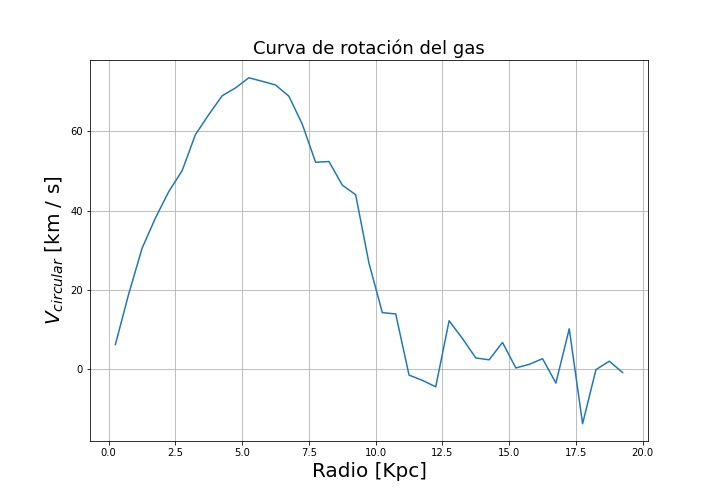 Curva de rotación del gas
V_circular [km / s]
60
40
20
0
0.0 2.5 5.0 7.5 10.0 12.5 15.0 17.5 20.0
Radio [Kpc]